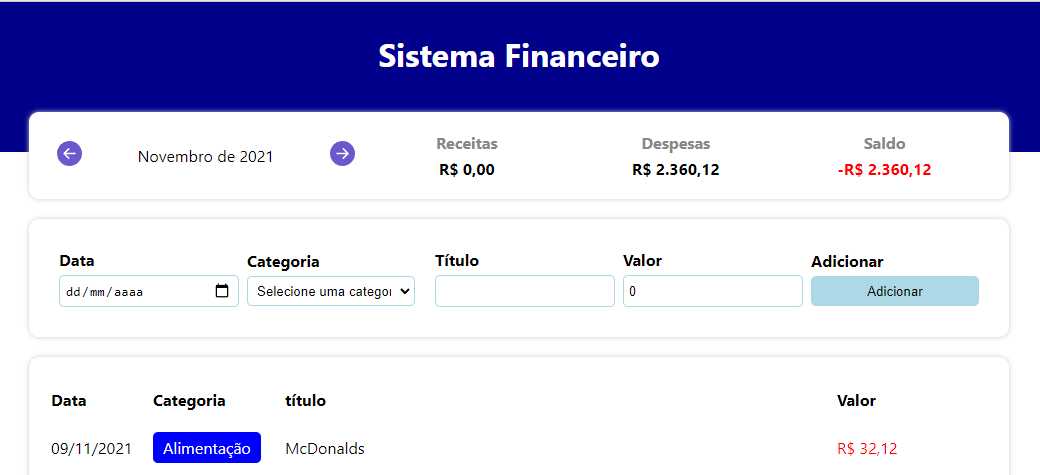 Sistema Financeiro
Novembro de 2021
Receitas Despesas Saldo
R$ 0,00 R$ 2.360,12 -R$ 2.360,12
Data Categoria Título Valor Adicionar
dd/mm/aaaa Selecione uma categor 0 Adicionar
Data Categoria título Valor
09/11/2021 Alimentação McDonalds R$ 32,12